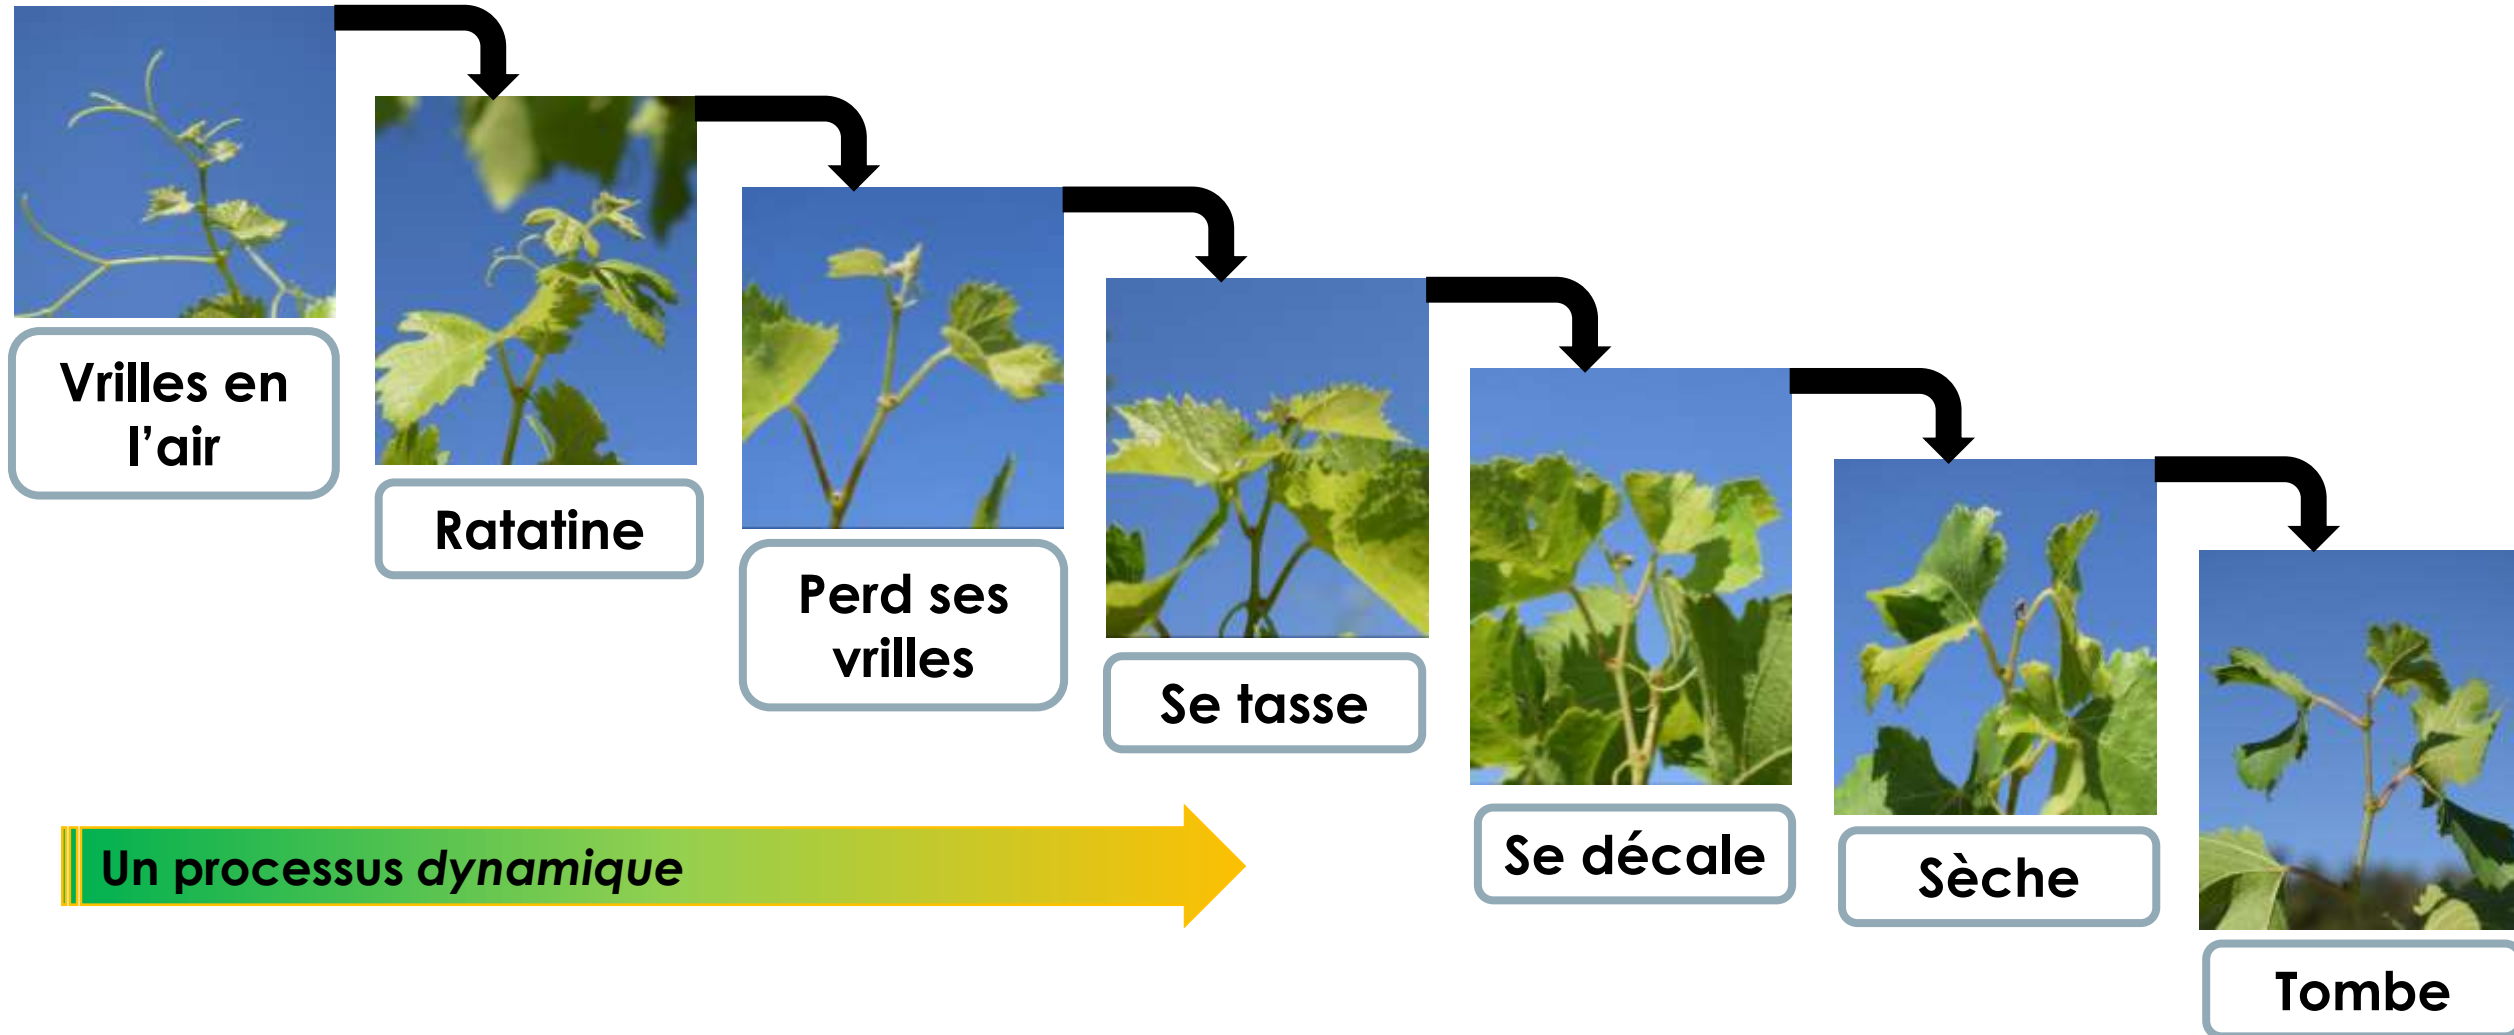 Vrilles en
l’air
Ratatine
Perd ses
vrilles
Se tasse
Se décale
Sèche
Tombe
Un processus dynamique